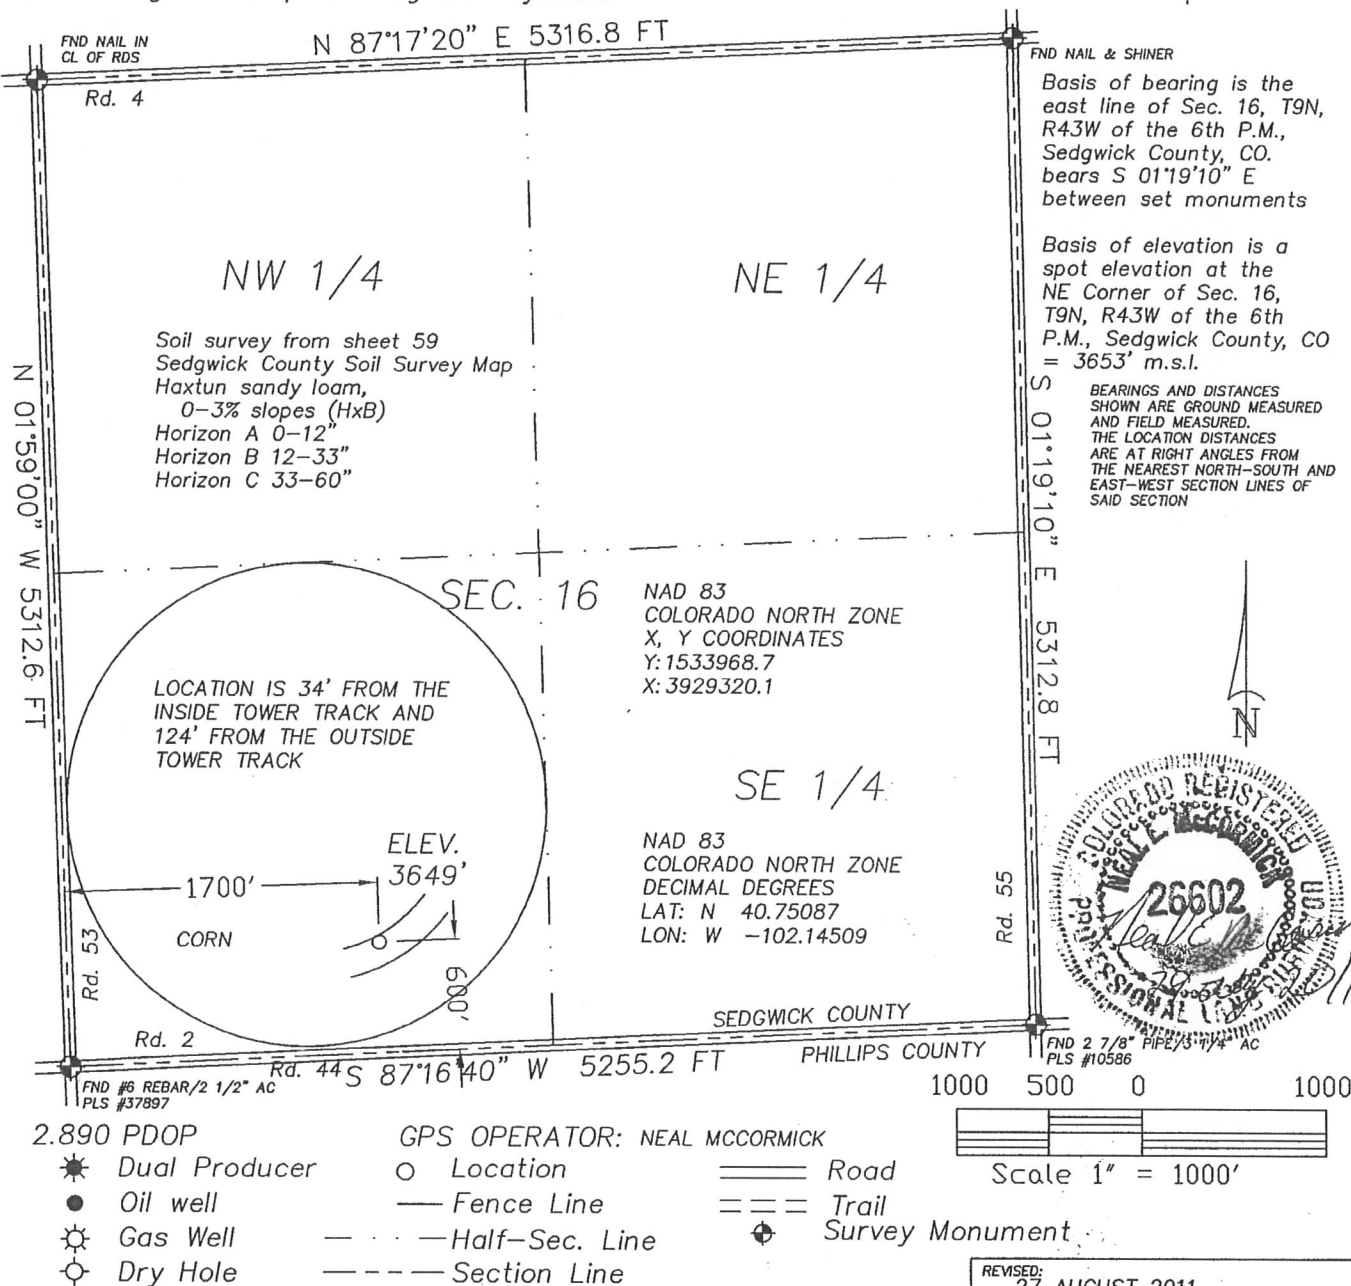 N 87°17'20" E 5316.8 FT
FND NAIL IN
CL OF RDS
Rd. 4
FND NAIL & SHINER
Basis of bearing is the
east line of Sec. 16, T9N,
R43W of the 6th P.M.,
Sedgwick County, CO.
bears S 01°19'10" E
between set monuments
Basis of elevation is a
spot elevation at the
NE Corner of Sec. 16,
T9N, R43W of the 6th
P.M., Sedgwick County, CO
= 3653' m.s.l.
BEARINGS AND DISTANCES
SHOWN ARE GROUND MEASURED
AND FIELD MEASURED.
THE LOCATION DISTANCES
ARE AT RIGHT ANGLES FROM
THE NEAREST NORTH-SOUTH AND
EAST-WEST SECTION LINES OF
SAID SECTION
NW 1/4
NE 1/4
Soil survey from sheet 59
Sedgwick County Soil Survey Map
Haxtun sandy loam,
0-3% slopes (HxB)
Horizon A 0-12"
Horizon B 12-33"
Horizon C 33-60"
N 01°59'00" W 5312.6 FT
S 01°19'10" E 5312.8 FT
SEC. 16
NAD 83
COLORADO NORTH ZONE
X, Y COORDINATES
Y:1533968.7
X:3929320.1
LOCATION IS 34' FROM THE
INSIDE TOWER TRACK AND
124' FROM THE OUTSIDE
TOWER TRACK
N
SE 1/4
NAD 83
COLORADO NORTH ZONE
DECIMAL DEGREES
LAT: N 40.75087
LON: W -102.14509
ELEV.
3649'
1700'
CORN
600'
Rd. 53
Rd. 55
COLORADO REGISTERED
NEAL E. McCORMICK
26602
PROFESSIONAL LAND
Rd. 2
SEDGWICK COUNTY
PHILLIPS COUNTY
Rd. 44
S 87°16'40" W 5255.2 FT
FND #6 REBAR/2 1/2" AC
PLS #37897
FND 2 7/8" PIPE/3 1/4" AC
PLS #10586
1000 500 0 1000
Scale 1" = 1000'
2.890 PDOP
GPS OPERATOR: NEAL MCCORMICK
Dual Producer
Location
Road
Oil well
Fence Line
Trail
Gas Well
Half-Sec. Line
Survey Monument
Dry Hole
Section Line
REVISED:
27 AUGUST 2011